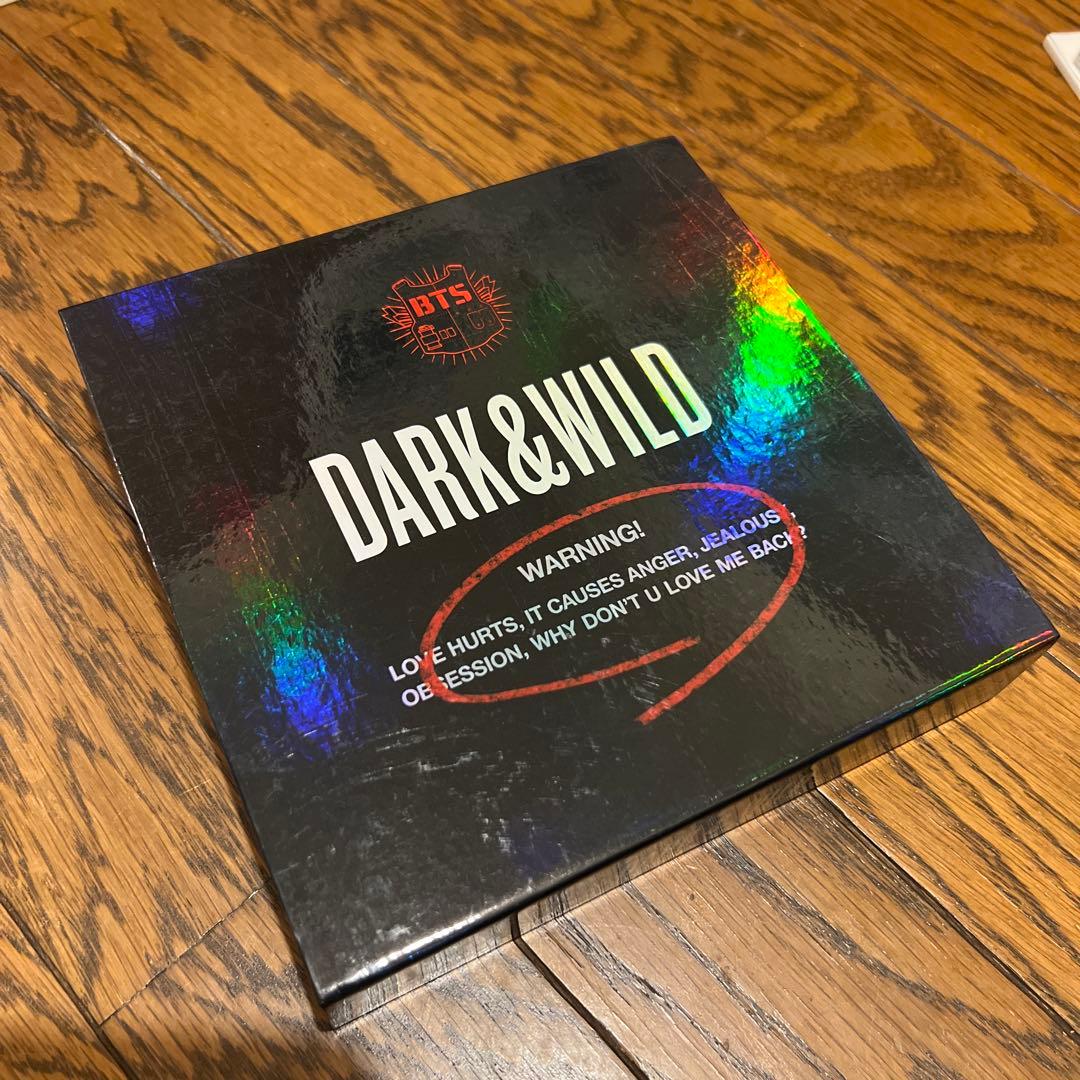 BTS
DARK&WILD
WARNING!
LOVE HURTS, IT CAUSES ANGER, JEALOUSY,
OBSESSION, WHY DON'T U LOVE ME BACK?